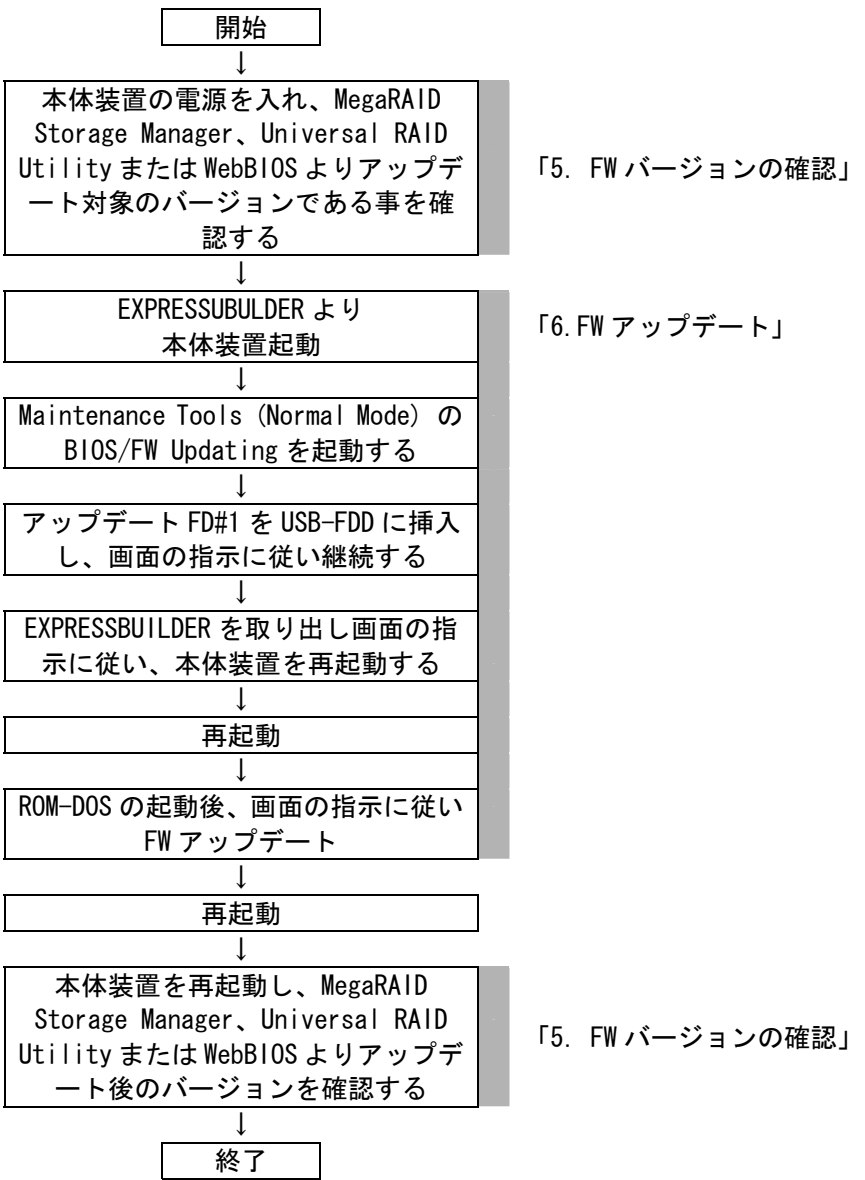 開始
↓
本体装置の電源を入れ、MegaRAID
Storage Manager、Universal RAID
Utility または WebBIOS よりアップデ
ート対象のバージョンである事を確
認する
「5. FW バージョンの確認」
↓
EXPRESSUBULDER より
本体装置起動
「6.FW アップデート」
↓
Maintenance Tools (Normal Mode) の
BIOS/FW Updating を起動する
↓
アップデート FD#1 を USB-FDD に挿入
し、画面の指示に従い継続する
↓
EXPRESSBUILDER を取り出し画面の指
示に従い、本体装置を再起動する
↓
再起動
↓
ROM-DOS の起動後、画面の指示に従い
FW アップデート
↓
再起動
↓
本体装置を再起動し、MegaRAID
Storage Manager、Universal RAID
Utility または WebBIOS よりアップデ
ート後のバージョンを確認する
「5. FW バージョンの確認」
↓
終了